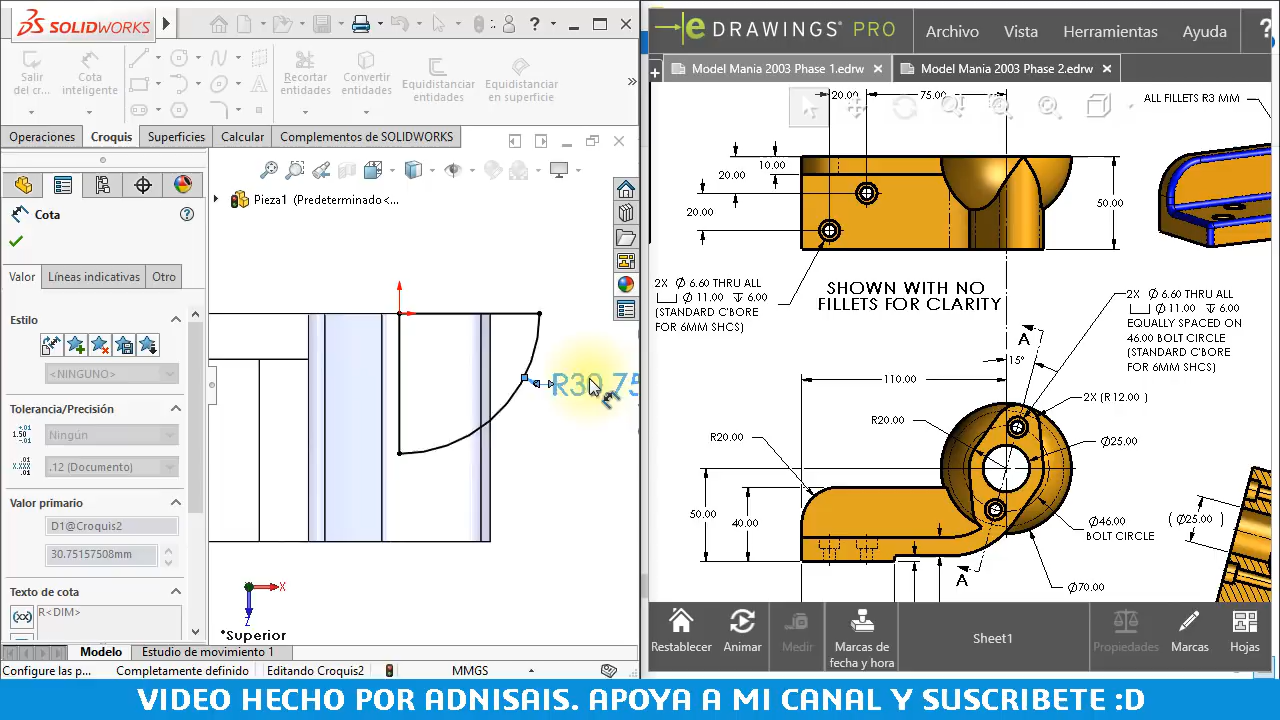 SOLIDWORKS
Salir del cr...
Cota inteligente
Recortar entidades
Convertir entidades
Equidistanciar entidades
Equidistanciar en superficie
Operaciones
Croquis
Superficies
Calcular
Complementos de SOLIDWORKS
Pieza1 (Predeterminado<...
Cota
Valor
Líneas indicativas
Otro
Estilo
<NINGUNO>
Tolerancia/Precisión
Ningún
.12 (Documento)
Valor primario
D1@Croquis2
30.75157508mm
Texto de cota
R<DIM>
R30,75
X
Z
*Superior
Modelo
Estudio de movimiento 1
Configure las p...
Completamente definido
Editando Croquis2
MMGS
eDRAWINGS® PRO
Archivo
Vista
Herramientas
Ayuda
?
Model Mania 2003 Phase 1.edrw
Model Mania 2003 Phase 2.edrw
20.00
75.00
ALL FILLETS R3 MM
10.00
20.00
20.00
50.00
2X Ø 6.60 THRU ALL
⌴ Ø 11.00 ↧ 6.00
(STANDARD C'BORE
FOR 6MM SHCS)
SHOWN WITH NO
FILLETS FOR CLARITY
2X Ø 6.60 THRU ALL
⌴ Ø 11.00 ↧ 6.00
EQUALLY SPACED ON
46.00 BOLT CIRCLE
(STANDARD C'BORE
FOR 6MM SHCS)
A
15°
110.00
2X (R12.00 )
R20.00
R20.00
Ø25.00
50.00
40.00
Ø46.00
BOLT CIRCLE
( Ø25.00 )
A
Ø70.00
Restablecer
Animar
Medir
Marcas de fecha y hora
Sheet1
Propiedades
Marcas
Hojas
VIDEO HECHO POR ADNISAIS. APOYA A MI CANAL Y SUSCRIBETE :D